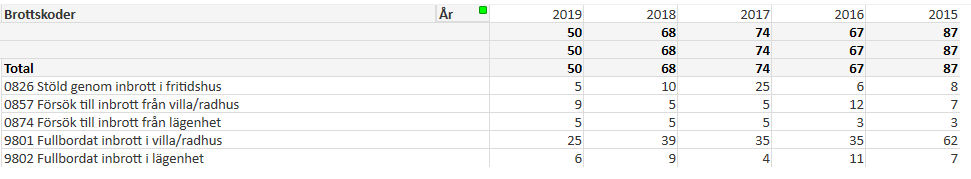 Brottskoder År 2019 2018 2017 2016 2015
50 68 74 67 87
50 68 74 67 87
Total 50 68 74 67 87
0826 Stöld genom inbrott i fritidshus 5 10 25 6 8
0857 Försök till inbrott från villa/radhus 9 5 5 12 7
0874 Försök till inbrott från lägenhet 5 5 5 3 3
9801 Fullbordat inbrott i villa/radhus 25 39 35 35 62
9802 Fullbordat inbrott i lägenhet 6 9 4 11 7